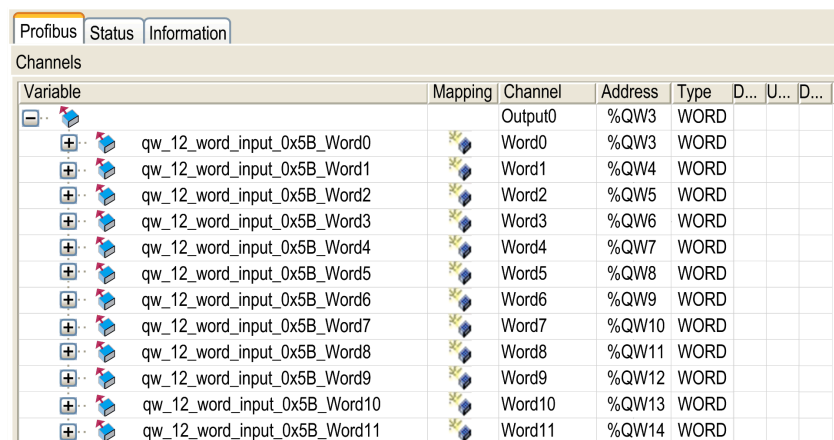 Profibus Status Information
Channels
Variable Mapping Channel Address Type D... U... D...
Output0 %QW3 WORD
qw_12_word_input_0x5B_Word0 Word0 %QW3 WORD
qw_12_word_input_0x5B_Word1 Word1 %QW4 WORD
qw_12_word_input_0x5B_Word2 Word2 %QW5 WORD
qw_12_word_input_0x5B_Word3 Word3 %QW6 WORD
qw_12_word_input_0x5B_Word4 Word4 %QW7 WORD
qw_12_word_input_0x5B_Word5 Word5 %QW8 WORD
qw_12_word_input_0x5B_Word6 Word6 %QW9 WORD
qw_12_word_input_0x5B_Word7 Word7 %QW10 WORD
qw_12_word_input_0x5B_Word8 Word8 %QW11 WORD
qw_12_word_input_0x5B_Word9 Word9 %QW12 WORD
qw_12_word_input_0x5B_Word10 Word10 %QW13 WORD
qw_12_word_input_0x5B_Word11 Word11 %QW14 WORD